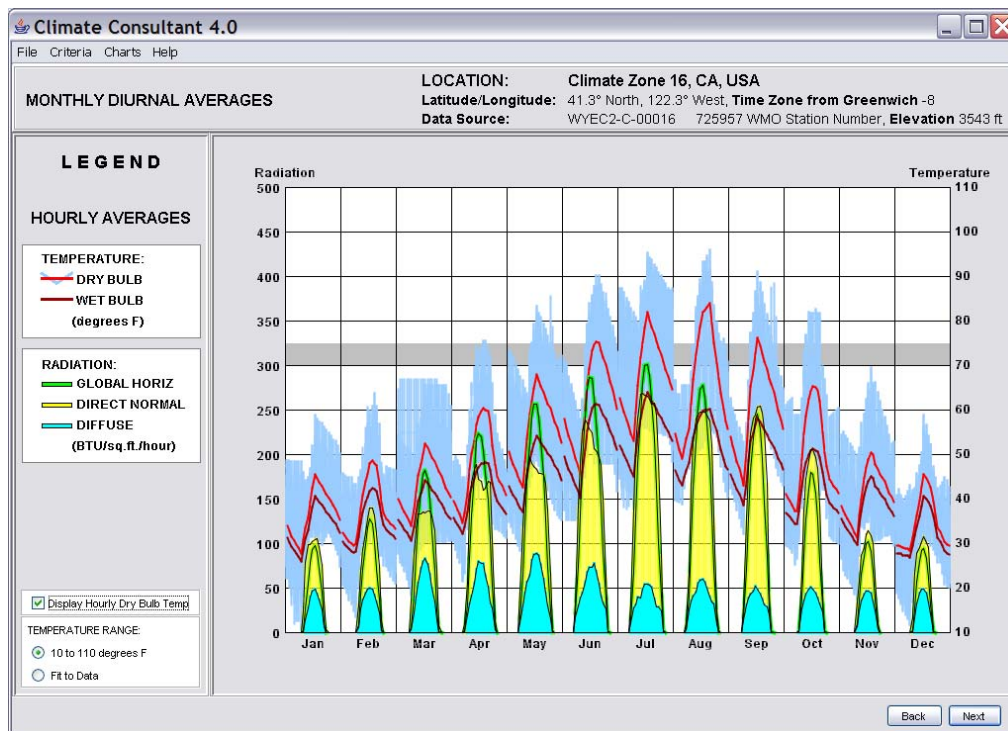 Climate Consultant 4.0
File Criteria Charts Help
MONTHLY DIURNAL AVERAGES
LOCATION: Climate Zone 16, CA, USA
Latitude/Longitude: 41.3° North, 122.3° West, Time Zone from Greenwich -8
Data Source: WYEC2-C-00016 725957 WMO Station Number, Elevation 3543 ft
LEGEND
HOURLY AVERAGES
TEMPERATURE:
DRY BULB
WET BULB
(degrees F)
RADIATION:
GLOBAL HORIZ
DIRECT NORMAL
DIFFUSE
(BTU/sq.ft./hour)
Display Hourly Dry Bulb Temp
TEMPERATURE RANGE:
10 to 110 degrees F
Fit to Data
Radiation
500
450
400
350
300
250
200
150
100
50
0
Temperature
110
100
90
80
70
60
50
40
30
20
10
Jan Feb Mar Apr May Jun Jul Aug Sep Oct Nov Dec
Back Next